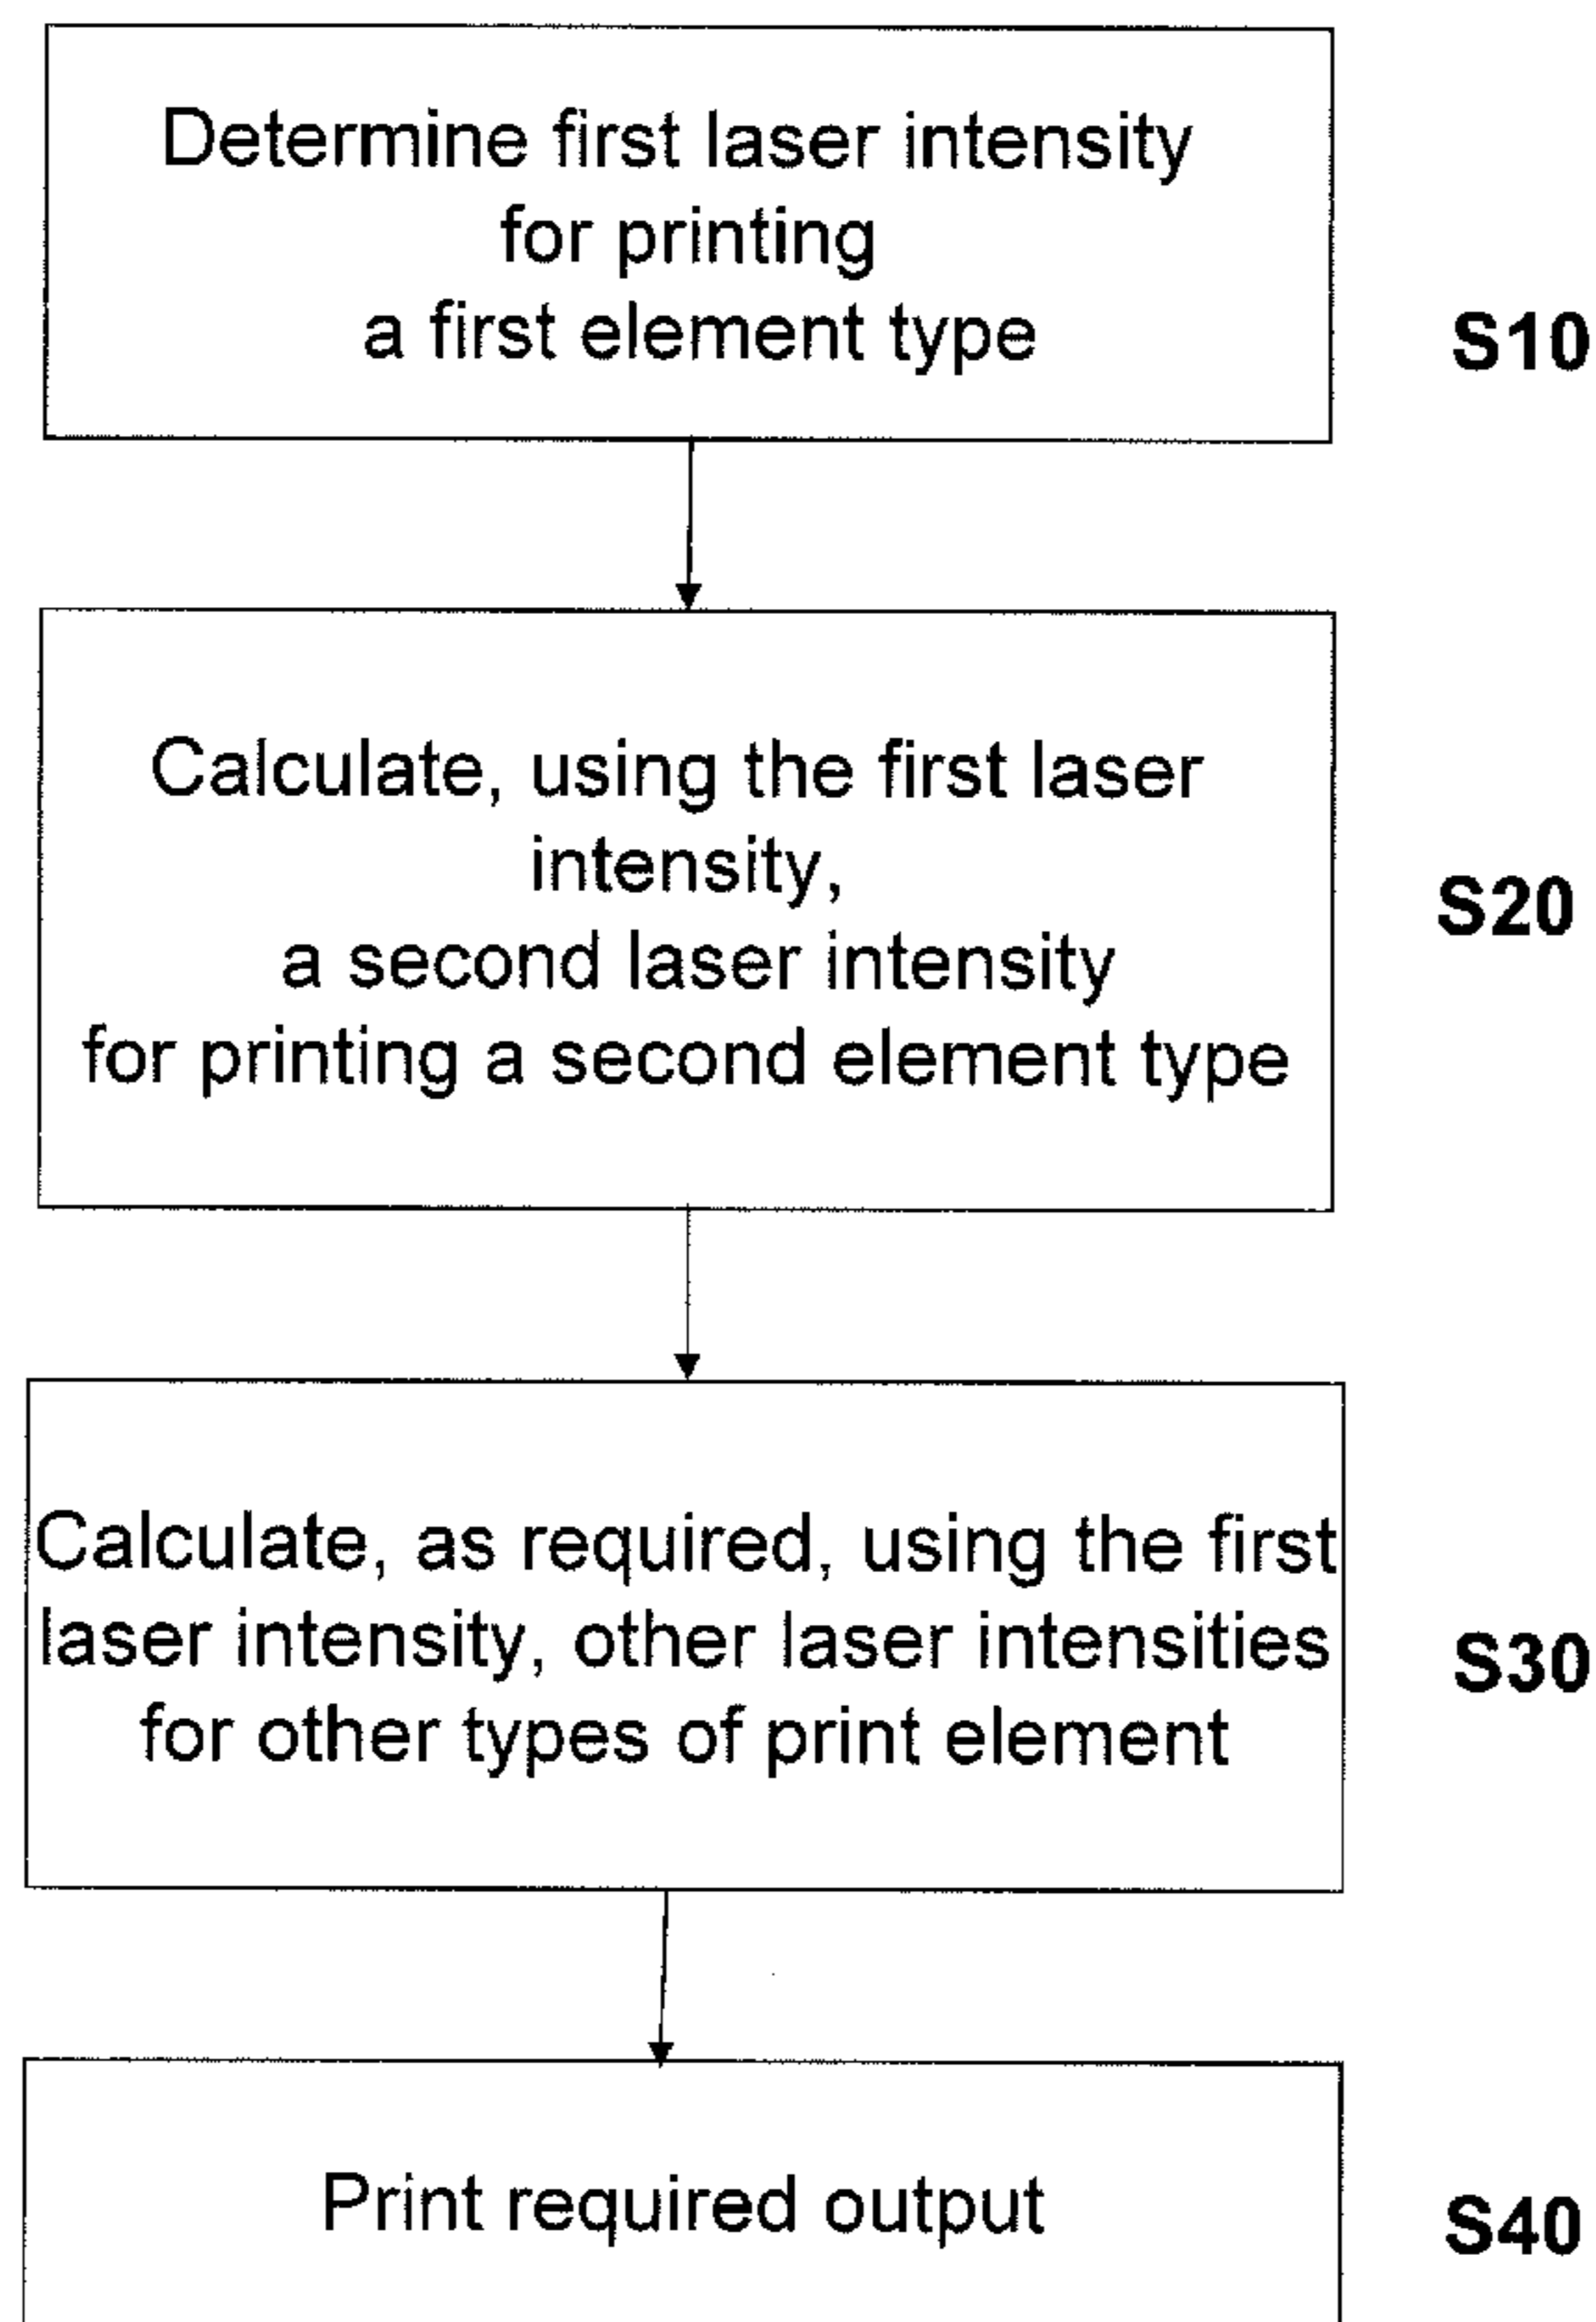 Determine first laser intensity
for printing
a first element type
S10
Calculate, using the first laser
intensity,
a second laser intensity
for printing a second element type
S20
Calculate, as required, using the first
laser intensity, other laser intensities
for other types of print element
S30
Print required output
S40